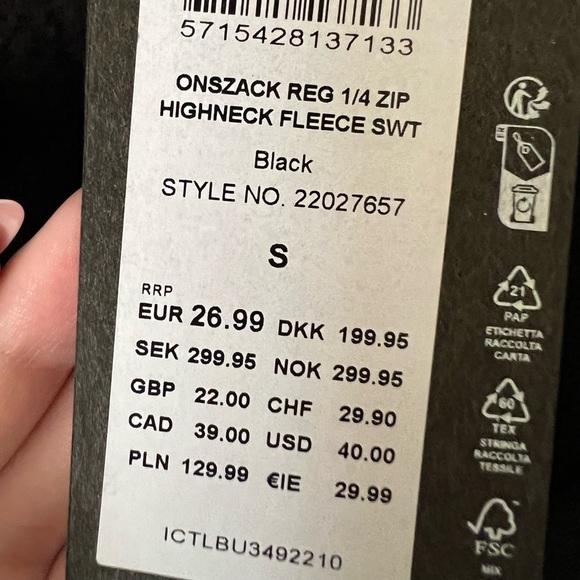 5715428137133
ONSZACK REG 1/4 ZIP
HIGHNECK FLEECE SWT
Black
STYLE NO. 22027657
S
RRP
EUR 26.99 DKK 199.95
SEK 299.95 NOK 299.95
GBP 22.00 CHF 29.90
CAD 39.00 USD 40.00
PLN 129.99 €IE 29.99
ICTLBU3492210
FR
21
PAP
ETICHETTA
RACCOLTA
CARTA
60
TEX
STRINGA
RACCOLTA
TESSILE
FSC
MIX